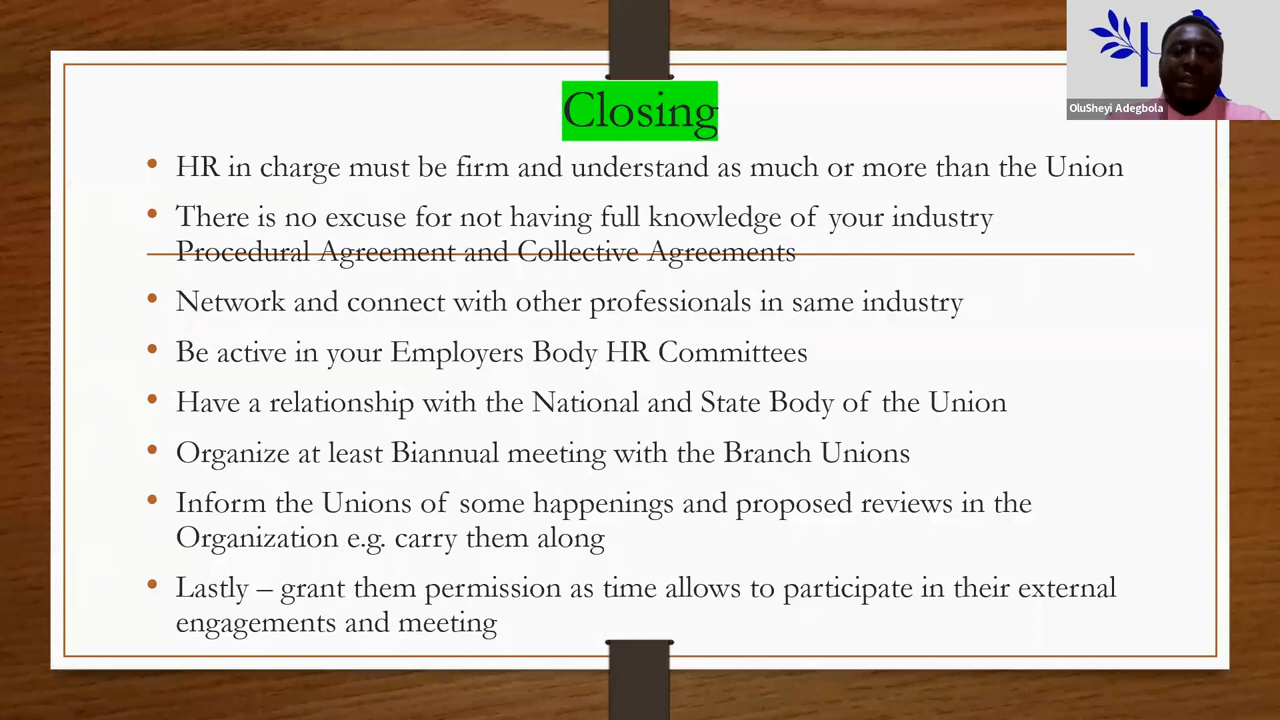 Closing
OluSheyi Adegbola
• HR in charge must be firm and understand as much or more than the Union
• There is no excuse for not having full knowledge of your industry
Procedural Agreement and Collective Agreements
• Network and connect with other professionals in same industry
• Be active in your Employers Body HR Committees
• Have a relationship with the National and State Body of the Union
• Organize at least Biannual meeting with the Branch Unions
• Inform the Unions of some happenings and proposed reviews in the
Organization e.g. carry them along
• Lastly – grant them permission as time allows to participate in their external
engagements and meeting